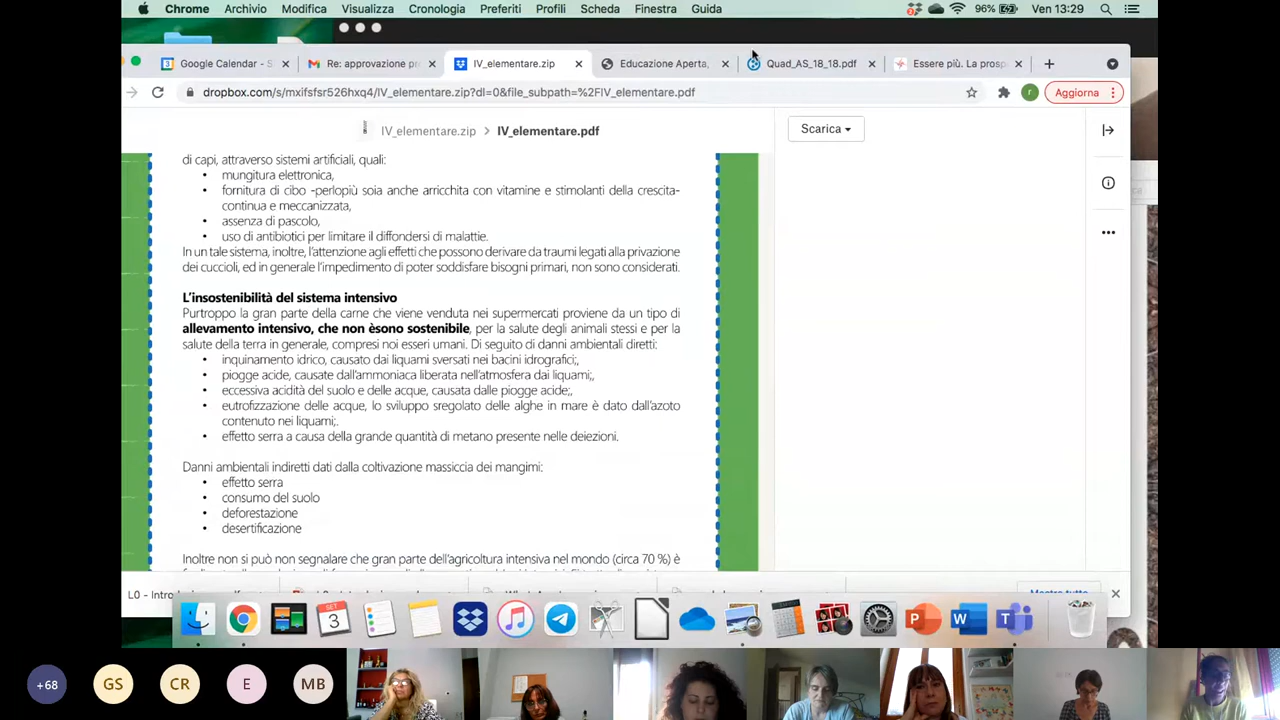 Chrome Archivio Modifica Visualizza Cronologia Preferiti Profili Scheda Finestra Guida 96% Ven 13:29
Google Calendar - S × Re: approvazione pr × IV_elementare.pdf × Educazione Aperta, × Quad_AS_18_18.pdf × Essere più. La prosp ×
dropbox.com/s/mxifsfsr526hxq4/IV_elementare.zip?dl=0&file_subpath=%2FIV_elementare.pdf r Aggiorna
IV_elementare.zip > IV_elementare.pdf Scarica
di capi, attraverso sistemi artificiali, quali:
• mungitura elettronica,
• fornitura di cibo -perlopiù soia anche arricchita con vitamine e stimolanti della crescita-
continua e meccanizzata,
• assenza di pascolo,
• uso di antibiotici per limitare il diffondersi di malattie.
In un tale sistema, inoltre, l'attenzione agli effetti che possono derivare da traumi legati alla privazione
dei cuccioli, ed in generale l'impedimento di poter soddisfare bisogni primari, non sono considerati.
L'insostenibilità del sistema intensivo
Purtroppo la gran parte della carne che viene venduta nei supermercati proviene da un tipo di
allevamento intensivo, che non èsono sostenibile, per la salute degli animali stessi e per la
salute della terra in generale, compresi noi esseri umani. Di seguito di danni ambientali diretti:
• inquinamento idrico, causato dai liquami sversati nei bacini idrografici;,
• piogge acide, causate dall'ammoniaca liberata nell'atmosfera dai liquami;,
• eccessiva acidità del suolo e delle acque, causata dalle piogge acide;,
• eutrofizzazione delle acque, lo sviluppo sregolato delle alghe in mare è dato dall'azoto
contenuto nei liquami;.
• effetto serra a causa della grande quantità di metano presente nelle deiezioni.
Danni ambientali indiretti dati dalla coltivazione massiccia dei mangimi:
• effetto serra
• consumo del suolo
• deforestazione
• desertificazione
Inoltre non si può non segnalare che gran parte dell'agricoltura intensiva nel mondo (circa 70 %) è
L0 - Intro
Mostra tutto
SET
3
P W T
+68 GS CR E MB